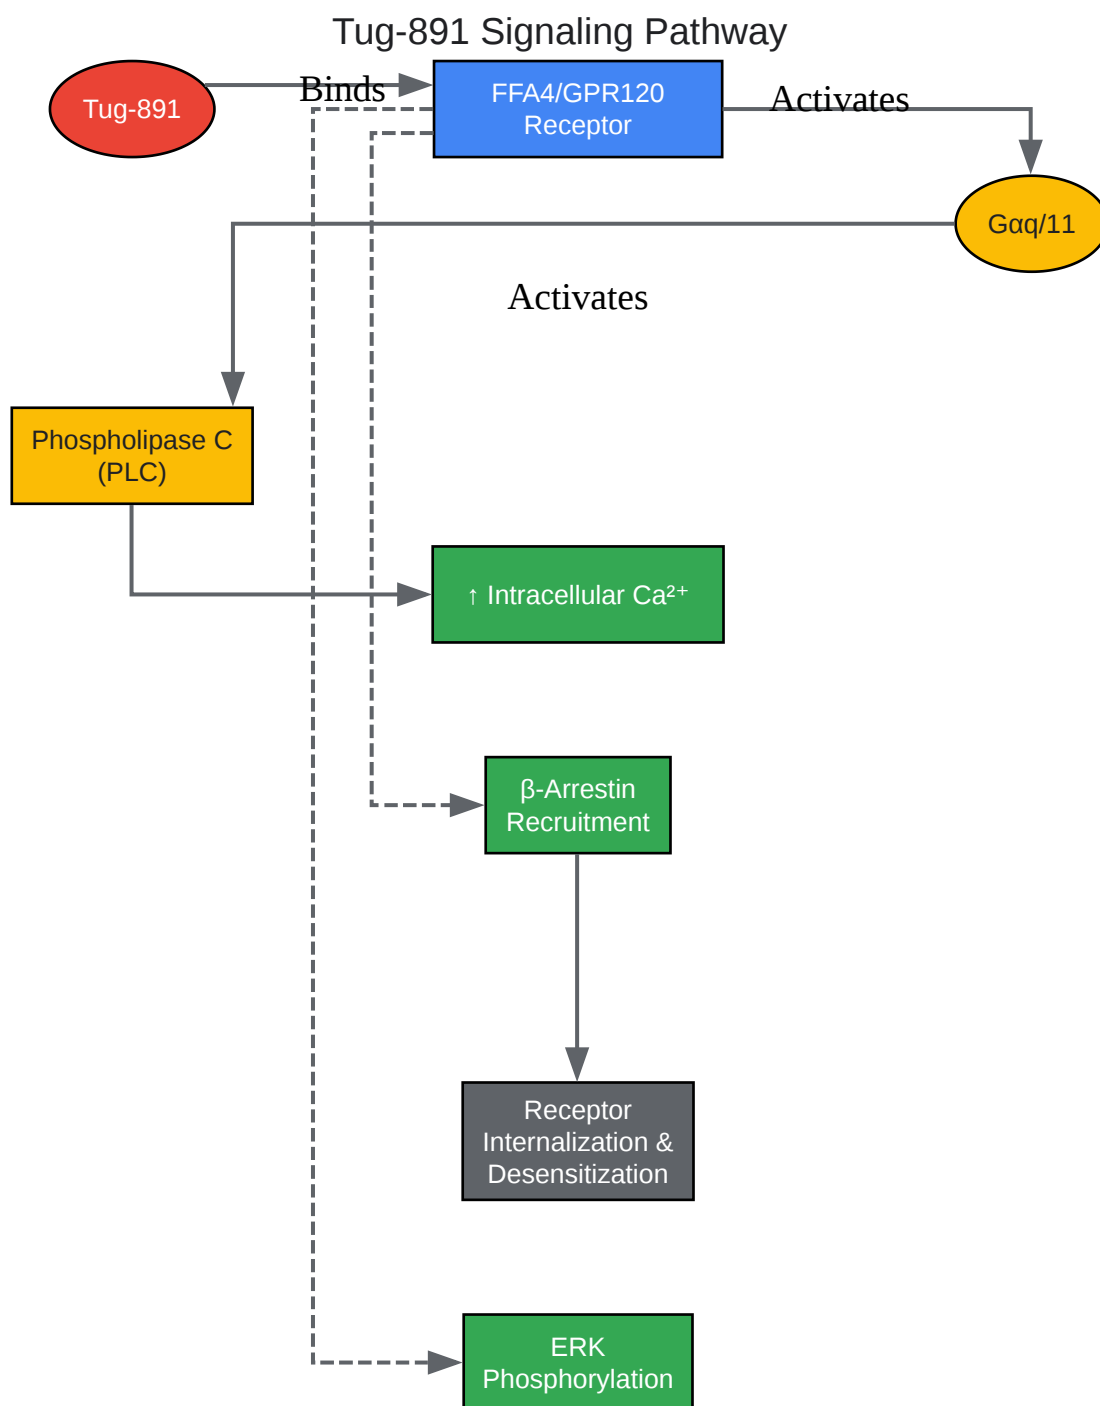 Tug-891 Signaling Pathway
Tug-891
Binds
FFA4/GPR120
Receptor
Activates
Gαq/11
Activates
Phospholipase C
(PLC)
↑ Intracellular Ca²⁺
β-Arrestin
Recruitment
Receptor
Internalization &
Desensitization
ERK
Phosphorylation